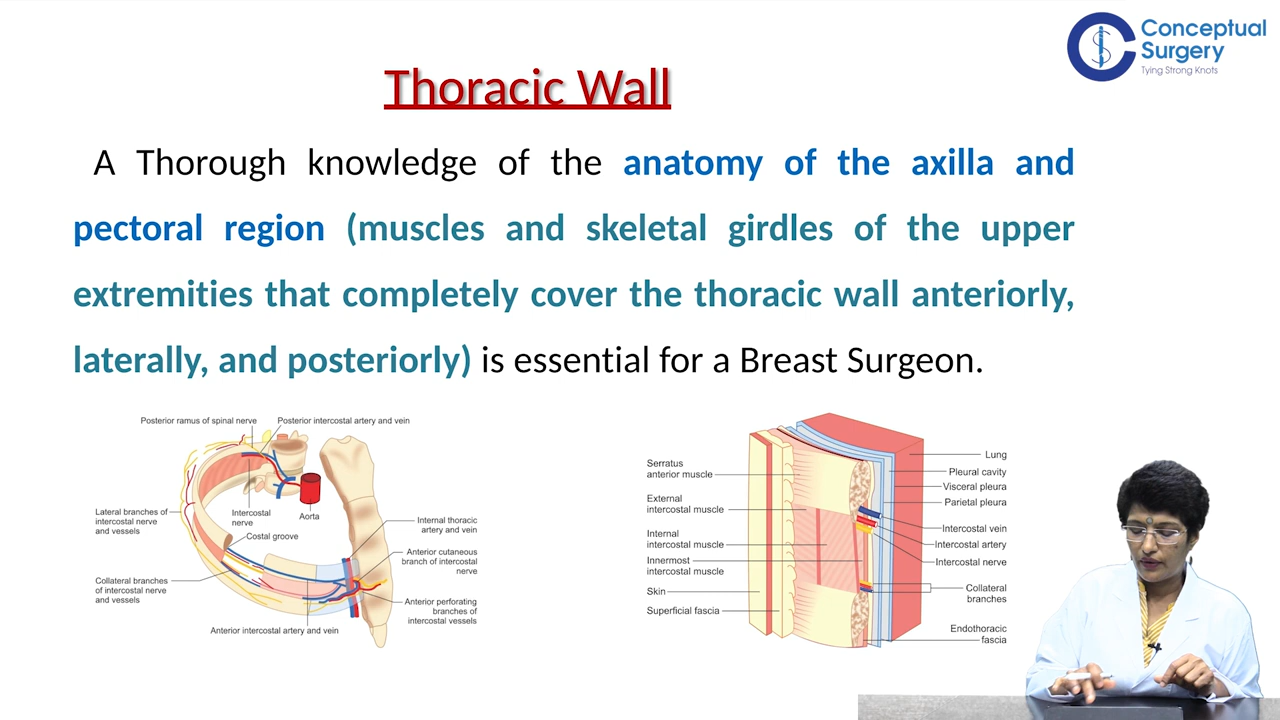 Conceptual
Surgery
Tying Strong Knots
Thoracic Wall
A Thorough knowledge of the anatomy of the axilla and
pectoral region (muscles and skeletal girdles of the upper
extremities that completely cover the thoracic wall anteriorly,
laterally, and posteriorly) is essential for a Breast Surgeon.
Posterior ramus of spinal nerve
Posterior intercostal artery and vein
Lateral branches of
intercostal nerve
and vessels
Intercostal
nerve
Aorta
Costal groove
Internal thoracic
artery and vein
Anterior cutaneous
branch of intercostal
nerve
Collateral branches
of intercostal nerve
and vessels
Anterior perforating
branches of
intercostal vessels
Anterior intercostal artery and vein
Serratus
anterior muscle
External
intercostal muscle
Internal
intercostal muscle
Innermost
intercostal muscle
Skin
Superficial fascia
Lung
Pleural cavity
Visceral pleura
Parietal pleura
Intercostal vein
Intercostal artery
Intercostal nerve
Collateral
branches
Endothoracic
fascia